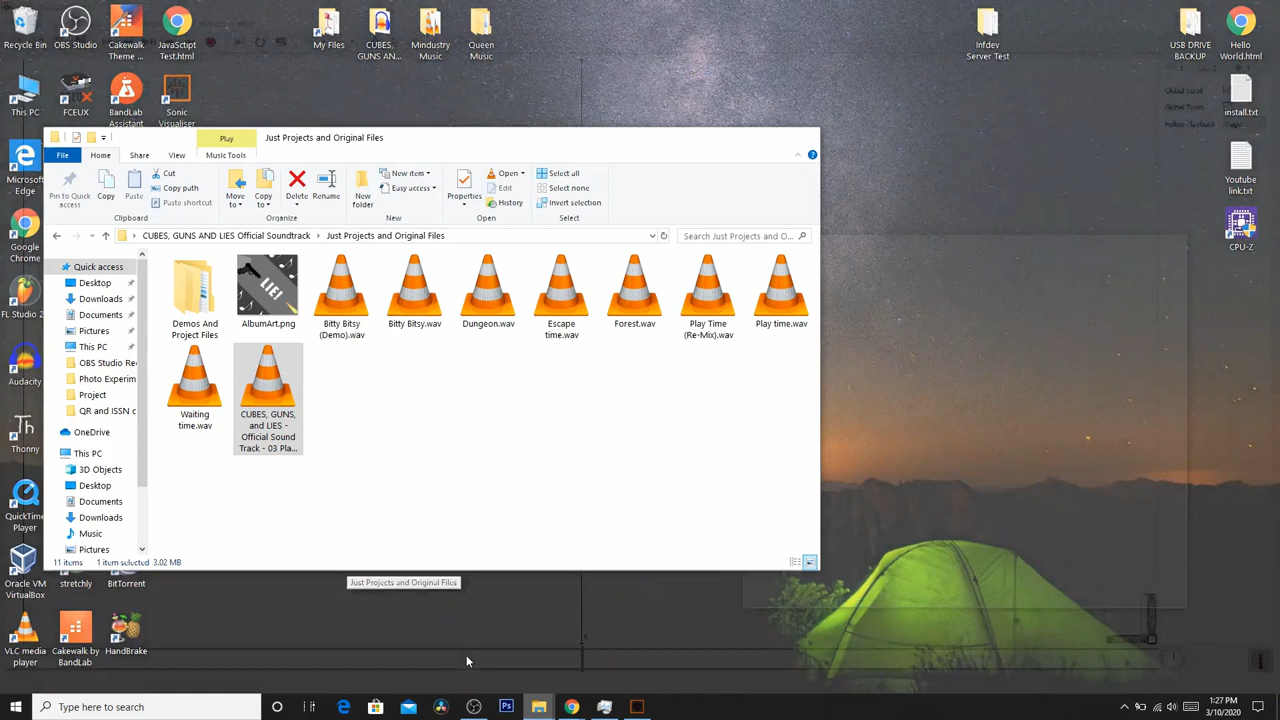 Recycle Bin
OBS Studio
Cakewalk
Theme ...
JavaSctipt
Test.html
My Files
CUBES,
GUNS AN...
Mindustry
Music
Queen
Music
Infdev
Server Test
USB DRIVE
BACKUP
Hello
World.html
This PC
FCEUX
BandLab
Assistant
Sonic
Visualiser
install.txt
Microsoft
Edge
Youtube
link.txt
Google
Chrome
CPU-Z
FL Studio 2
Audacity
Thonny
QuickTime
Player
Oracle VM
VirtualBox
stretchly
BitTorrent
VLC media
player
Cakewalk by
BandLab
HandBrake
Global Scroll
Global Zoom
Follow Playback
Play
Just Projects and Original Files
File
Home
Share
View
Music Tools
Pin to Quick
access
Copy
Paste
Cut
Copy path
Paste shortcut
Clipboard
Move
to
Copy
to
Delete
Rename
Organize
New
folder
New item
Easy access
New
Properties
Open
Edit
History
Open
Select all
Select none
Invert selection
Select
CUBES, GUNS AND LIES Official Soundtrack
Just Projects and Original Files
Search Just Projects and O...
Quick access
Desktop
Downloads
Documents
Pictures
This PC
OBS Studio Re
Photo Experim
Project
QR and ISSN c
OneDrive
This PC
3D Objects
Desktop
Documents
Downloads
Music
Pictures
Demos And
Project Files
AlbumArt.png
Bitty Bitsy
(Demo).wav
Bitty Bitsy.wav
Dungeon.wav
Escape
time.wav
Forest.wav
Play Time
(Re-Mix).wav
Play time.wav
Waiting
time.wav
CUBES, GUNS,
and LIES -
Official Sound
Track - 03 Pla...
LIE!
11 items
1 item selected 3.02 MB
Just Projects and Original Files
Type here to search
Ps
1:27 PM
3/10/2020